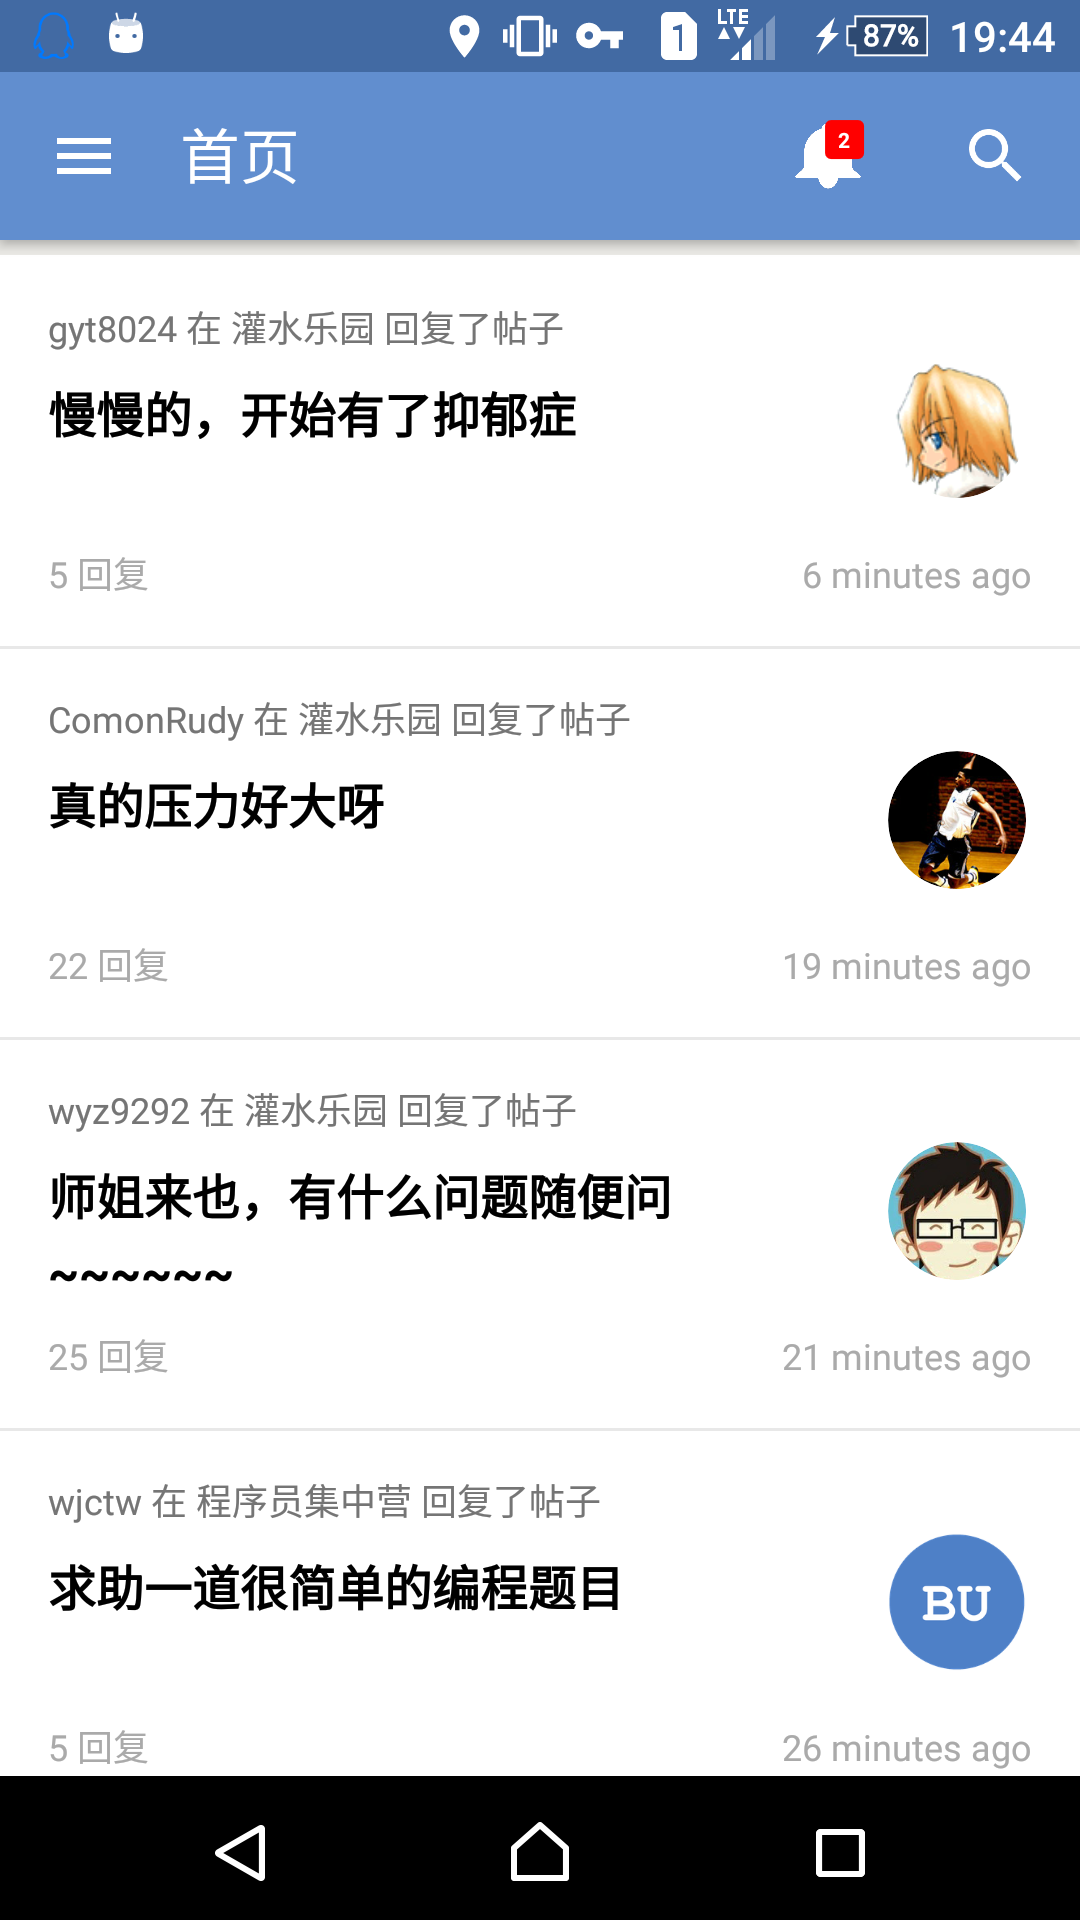 1 LTE 87% 19:44
首页 2
gyt8024 在 灌水乐园 回复了帖子
慢慢的，开始有了抑郁症
5 回复 6 minutes ago
ComonRudy 在 灌水乐园 回复了帖子
真的压力好大呀
22 回复 19 minutes ago
wyz9292 在 灌水乐园 回复了帖子
师姐来也，有什么问题随便问
~~~~~~
25 回复 21 minutes ago
wjctw 在 程序员集中营 回复了帖子
求助一道很简单的编程题目
BU
5 回复 26 minutes ago